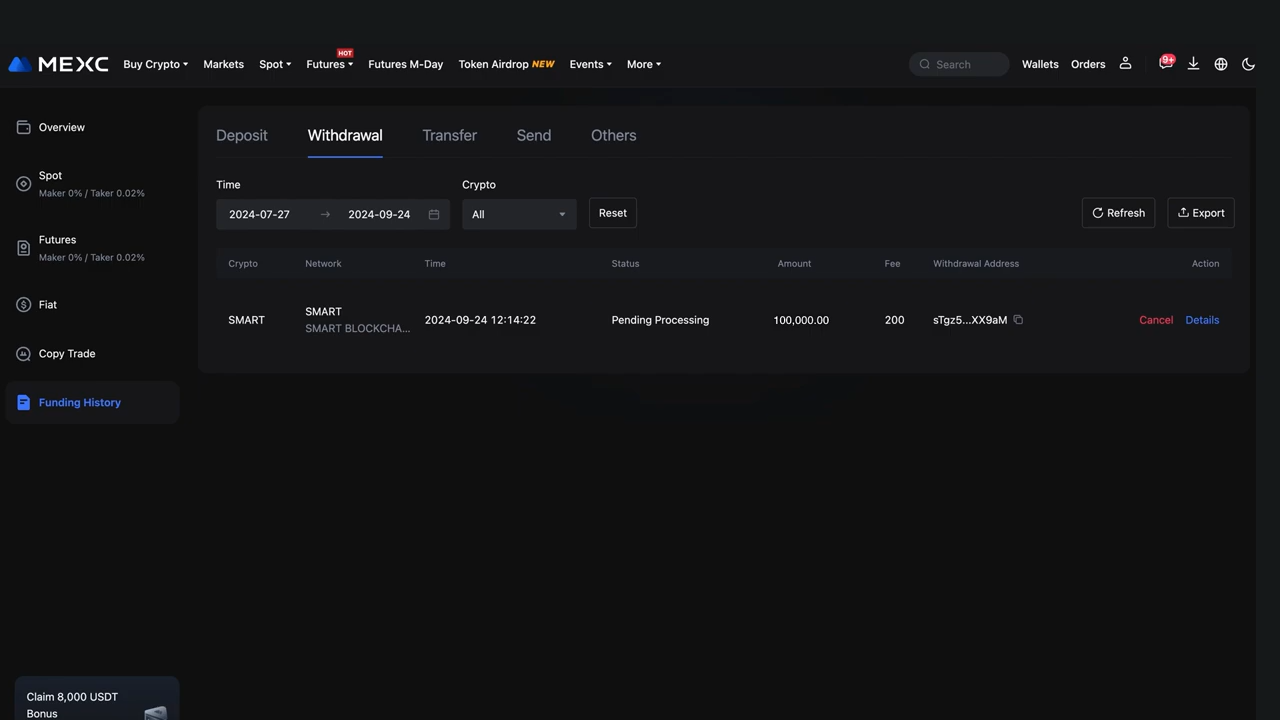 MEXC
Buy Crypto
Markets
Spot
Futures
HOT
Futures M-Day
Token Airdrop NEW
Events
More
Search
Wallets
Orders
9+
Overview
Spot
Maker 0% / Taker 0.02%
Futures
Maker 0% / Taker 0.02%
Fiat
Copy Trade
Funding History
Claim 8,000 USDT
Bonus
Deposit
Withdrawal
Transfer
Send
Others
Time
Crypto
2024-07-27
2024-09-24
All
Reset
Refresh
Export
Crypto
Network
Time
Status
Amount
Fee
Withdrawal Address
Action
SMART
SMART
SMART BLOCKCHA...
2024-09-24 12:14:22
Pending Processing
100,000.00
200
sTgz5...XX9aM
Cancel
Details